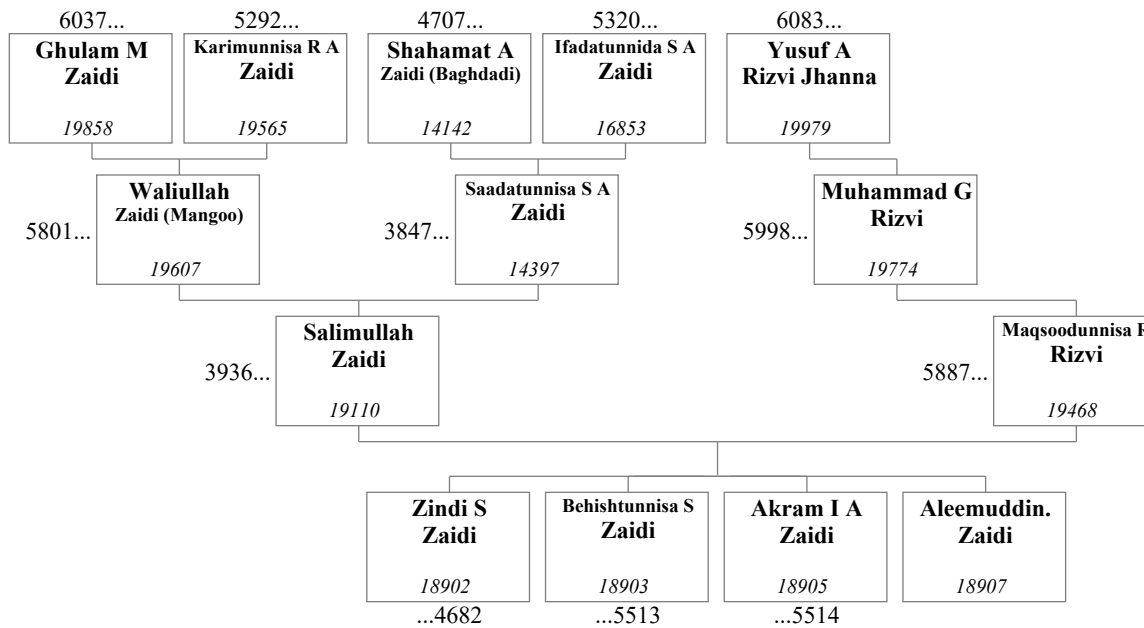 6037... 5292... 4707... 5320... 6083...
Ghulam M
Zaidi
19858
Karimunnisa R A
Zaidi
19565
Shahamat A
Zaidi (Baghdadi)
14142
Ifadatunnida S A
Zaidi
16853
Yusuf A
Rizvi Jhanna
19979
5801...
Waliullah
Zaidi (Mangoo)
19607
3847...
Saadatunnisa S A
Zaidi
14397
5998...
Muhammad G
Rizvi
19774
3936...
Salimullah
Zaidi
19110
5887...
Maqsoodunnisa R
Rizvi
19468
Zindi S
Zaidi
18902
...4682
Behishtunnisa S
Zaidi
18903
...5513
Akram I A
Zaidi
18905
...5514
Aleemuddin.
Zaidi
18907